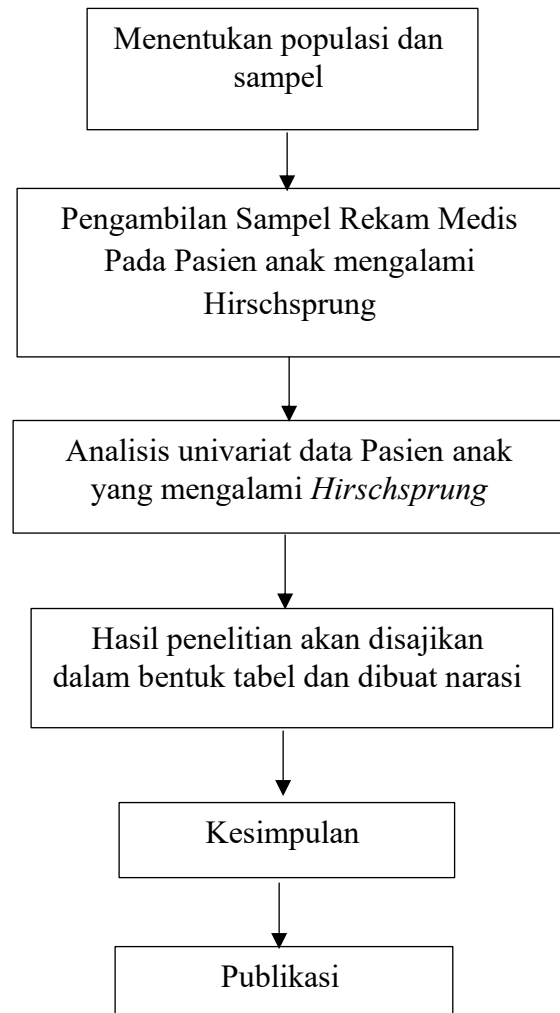 Menentukan populasi dan
sampel
Pengambilan Sampel Rekam Medis
Pada Pasien anak mengalami
Hirschsprung
Analisis univariat data Pasien anak
yang mengalami Hirschsprung
Hasil penelitian akan disajikan
dalam bentuk tabel dan dibuat narasi
Kesimpulan
Publikasi